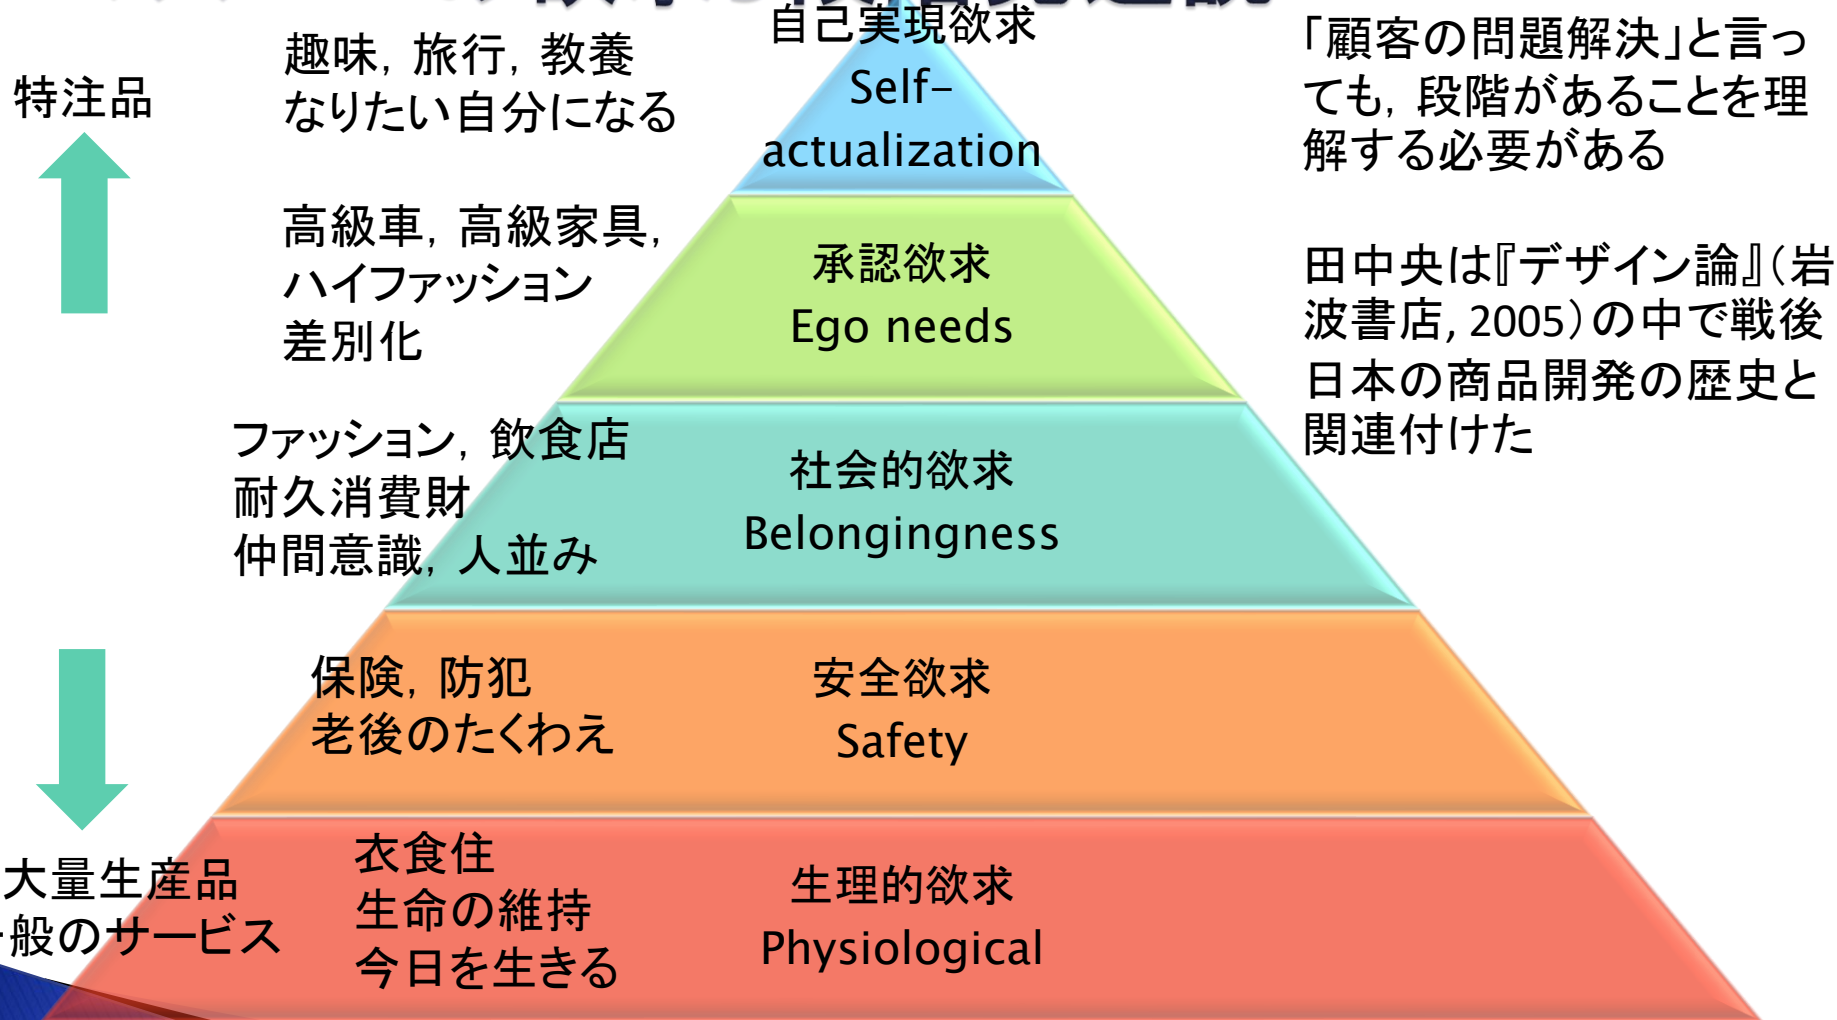 特注品
趣味, 旅行, 教養
なりたい自分になる
自己実現欲求
Self-
actualization
「顧客の問題解決」と言っ
ても, 段階があることを理
解する必要がある
高級車, 高級家具,
ハイファッション
差別化
承認欲求
Ego needs
田中央は『デザイン論』（岩
波書店, 2005）の中で戦後
日本の商品開発の歴史と
関連付けた
ファッション, 飲食店
耐久消費財
仲間意識, 人並み
社会的欲求
Belongingness
保険, 防犯
老後のたくわえ
安全欲求
Safety
大量生産品
般のサービス
衣食住
生命の維持
今日を生きる
生理的欲求
Physiological